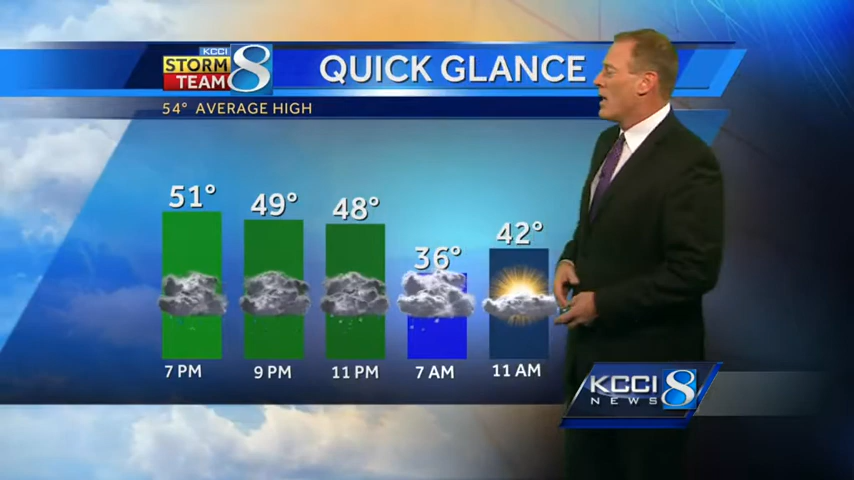 KCCI
STORM
TEAM
8
QUICK GLANCE
54° AVERAGE HIGH
51° 49° 48° 36° 42°
7 PM 9 PM 11 PM 7 AM 11 AM
KCCI 8
NEWS